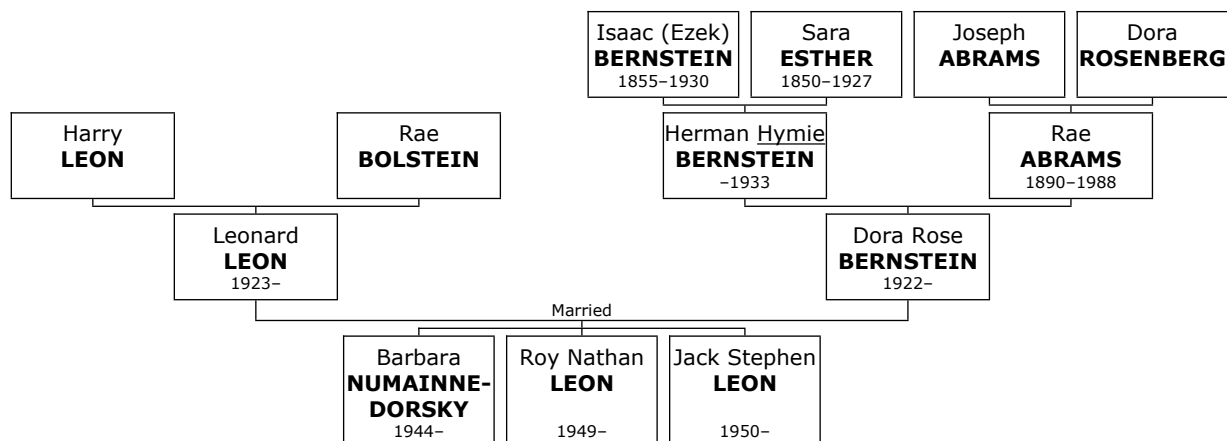 Isaac (Ezek)
BERNSTEIN
1855–1930
Sara
ESTHER
1850–1927
Joseph
ABRAMS
Dora
ROSENBERG
Harry
LEON
Rae
BOLSTEIN
Herman Hymie
BERNSTEIN
–1933
Rae
ABRAMS
1890–1988
Leonard
LEON
1923–
Dora Rose
BERNSTEIN
1922–
Married
Barbara
NUMAINNE-
DORSKY
1944–
Roy Nathan
LEON
1949–
Jack Stephen
LEON
1950–